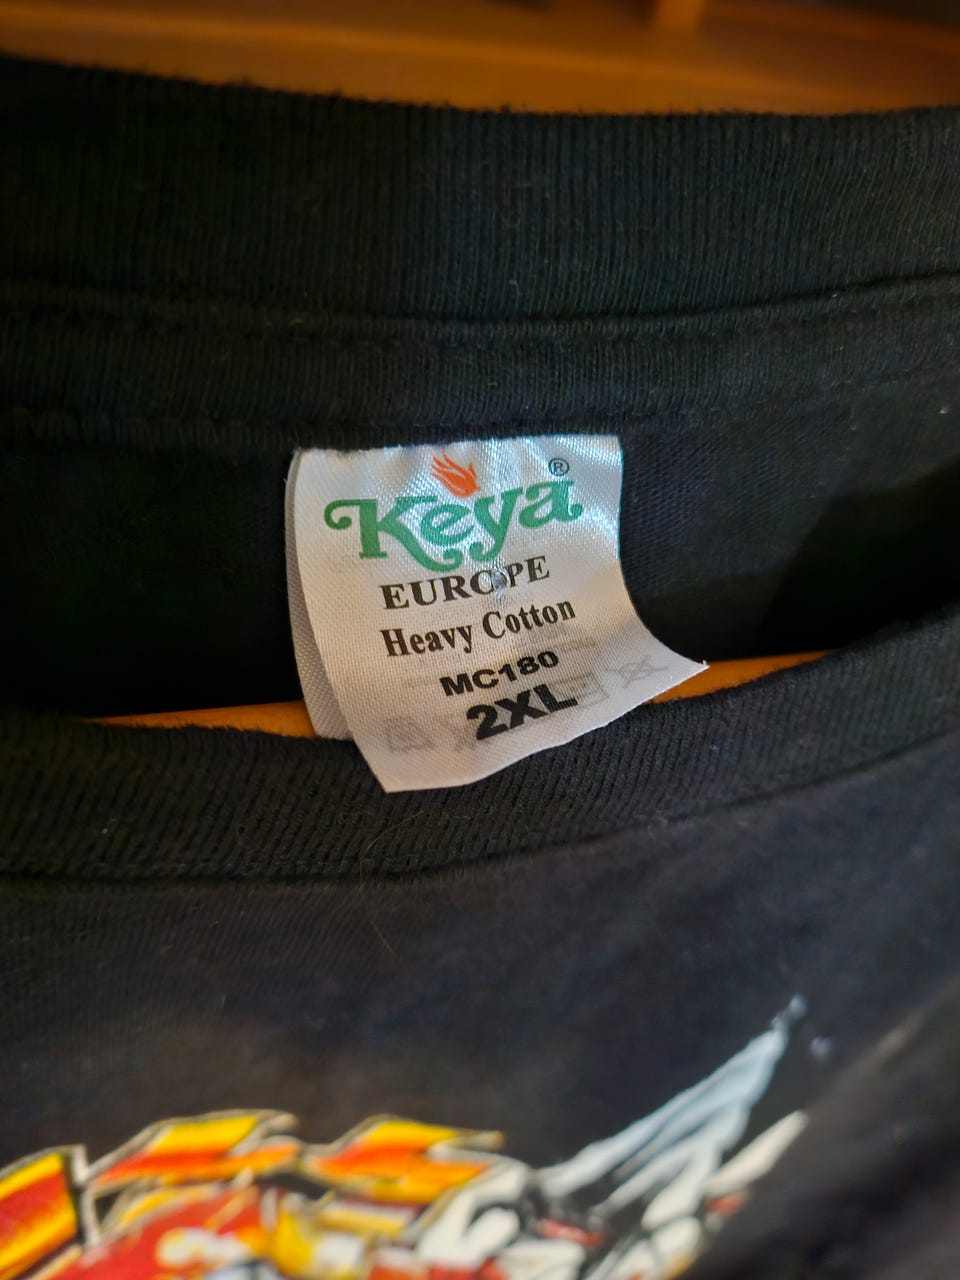 Keya®
EUROPE
Heavy Cotton
MC180
2XL